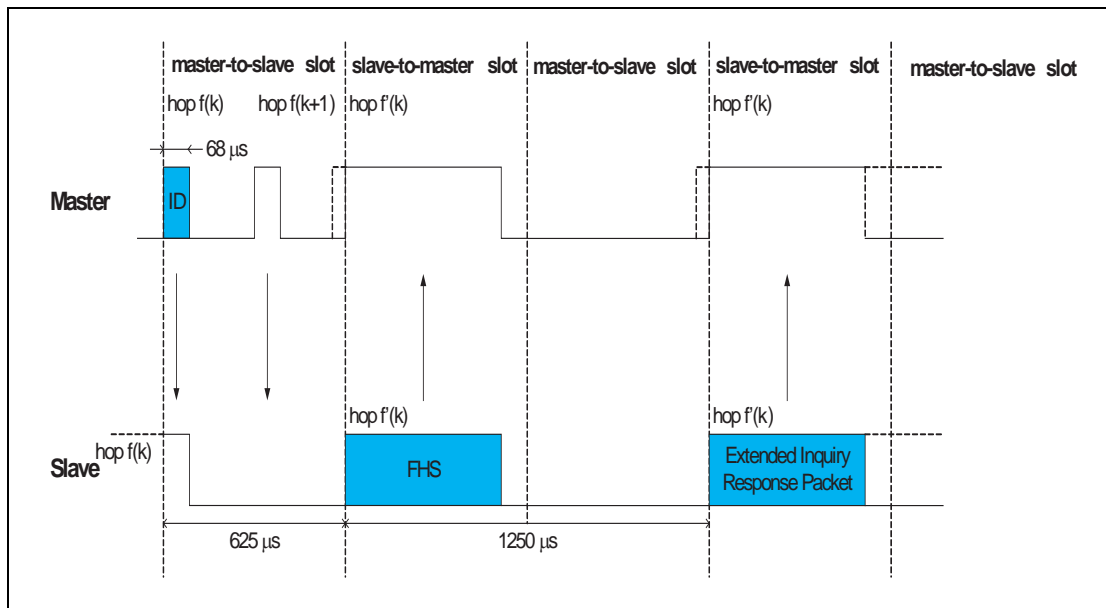 master-to-slave slot
slave-to-master slot
master-to-slave slot
slave-to-master slot
master-to-slave slot
hop f(k)
hop f(k+1)
hop f'(k)
hop f'(k)
68 µs
Master
ID
hop f'(k)
hop f'(k)
hop f(k)
Slave
FHS
Extended Inquiry
Response Packet
625 µs
1250 µs